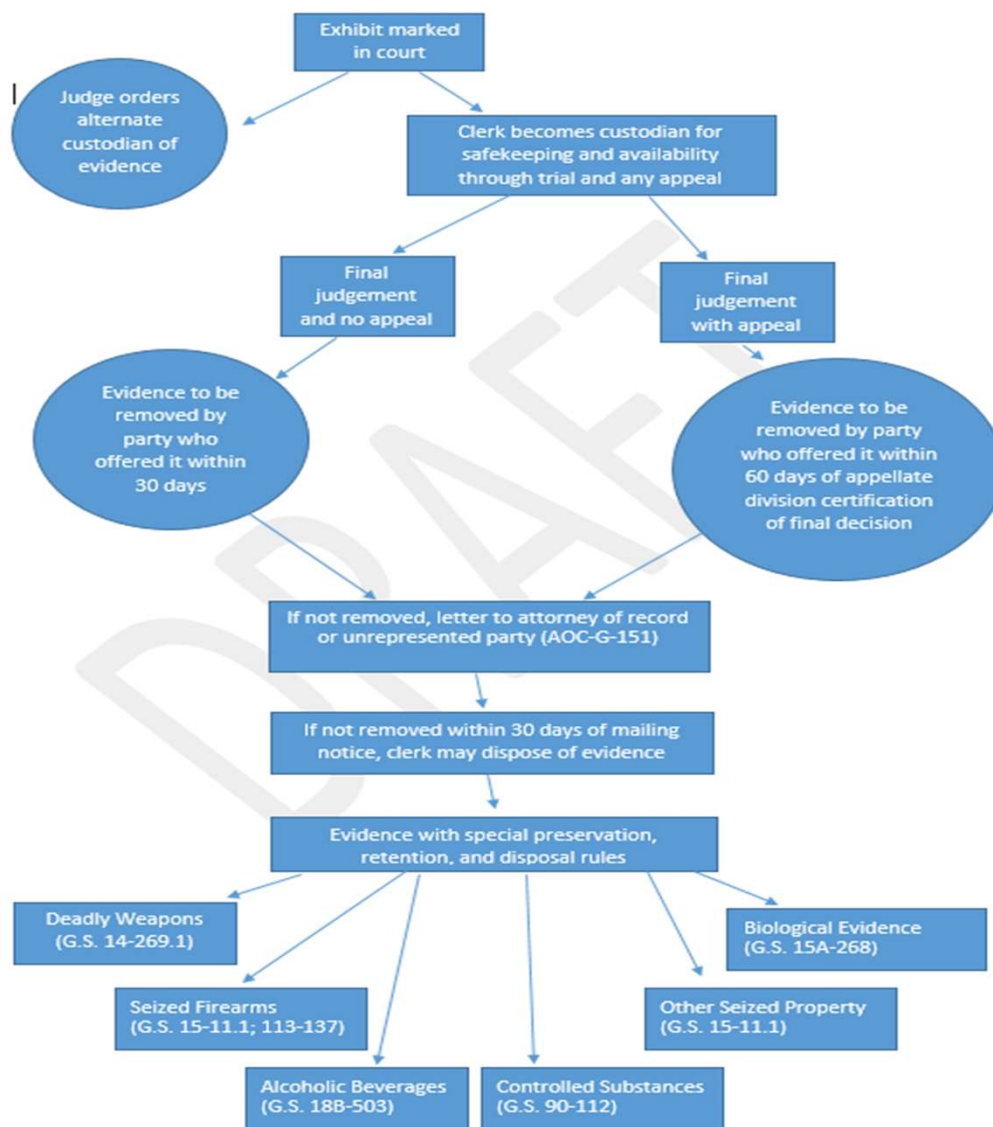 Exhibit marked
in court
Judge orders
alternate
custodian of
evidence
Clerk becomes custodian for
safekeeping and availability
through trial and any appeal
Final
judgement
and no appeal
Final
judgement
with appeal
Evidence to be
removed by
party who
offered it within
30 days
Evidence to be
removed by party
who offered it within
60 days of appellate
division certification
of final decision
If not removed, letter to attorney of record
or unrepresented party (AOC-G-151)
If not removed within 30 days of mailing
notice, clerk may dispose of evidence
Evidence with special preservation,
retention, and disposal rules
Deadly Weapons
(G.S. 14-269.1)
Biological Evidence
(G.S. 15A-268)
Seized Firearms
(G.S. 15-11.1; 113-137)
Other Seized Property
(G.S. 15-11.1)
Alcoholic Beverages
(G.S. 18B-503)
Controlled Substances
(G.S. 90-112)
DRAFT